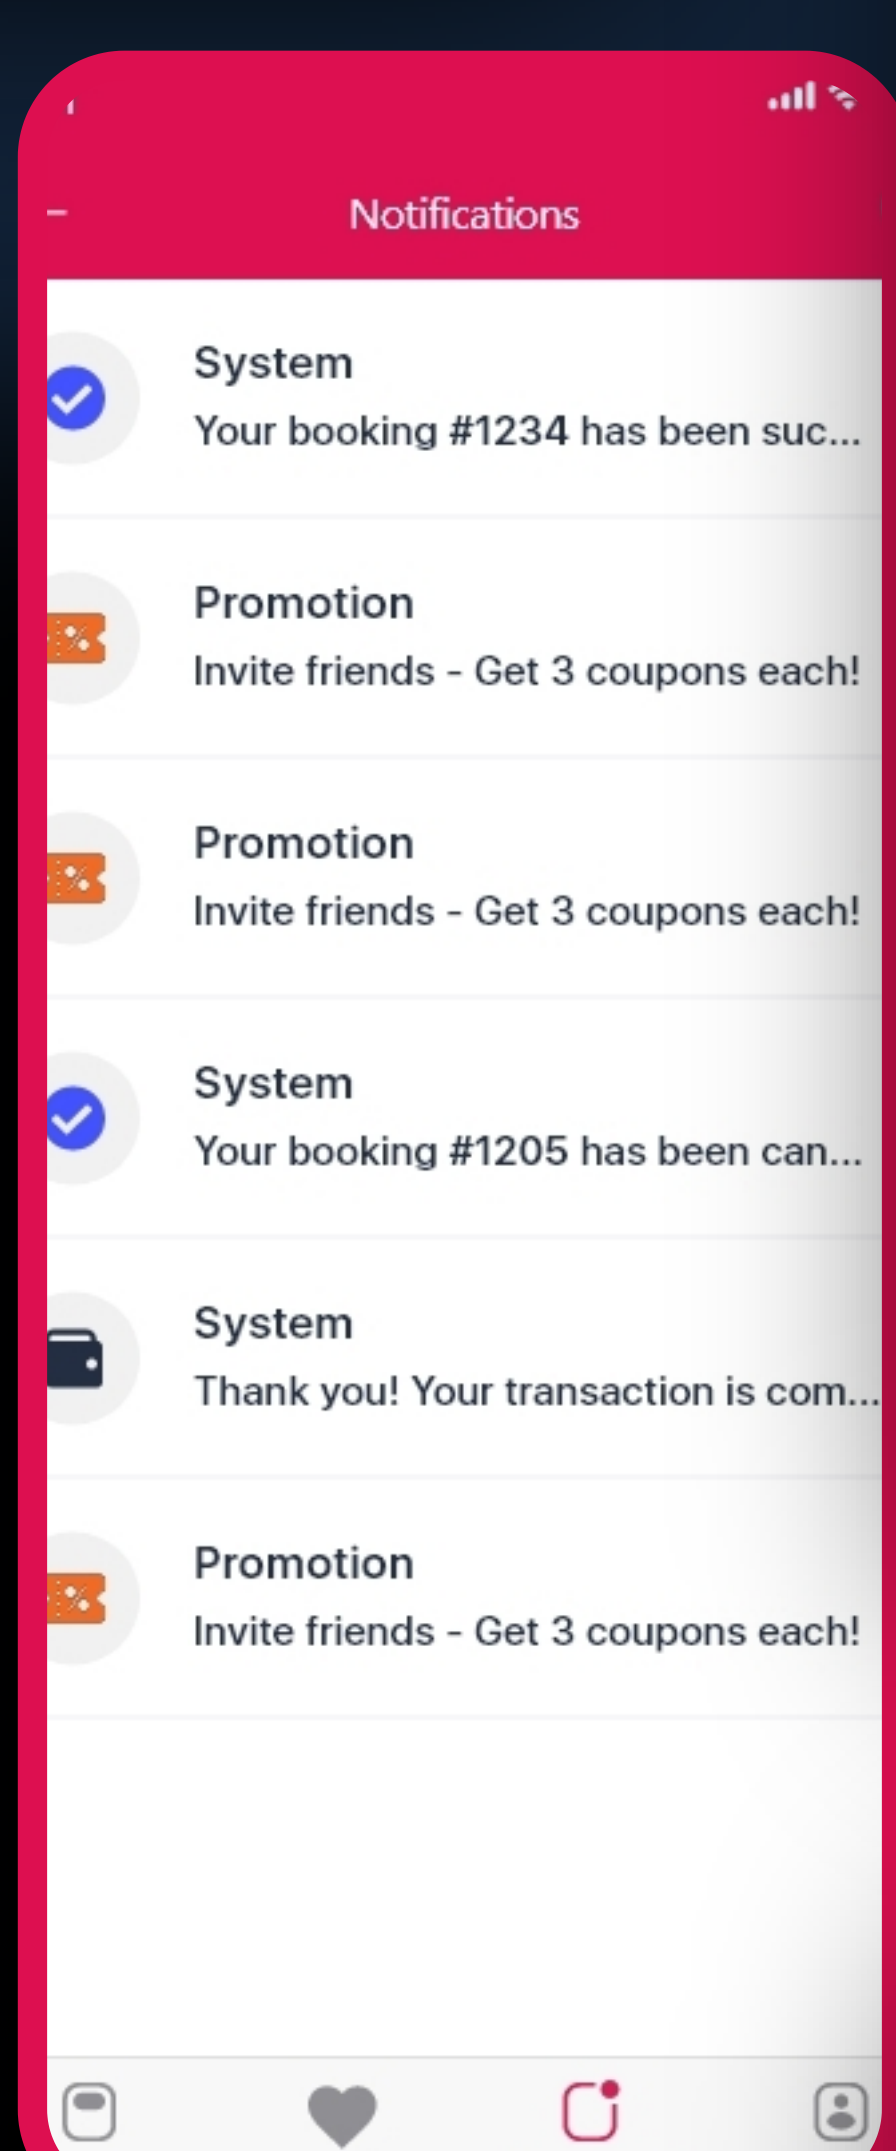 Notifications
System
Your booking #1234 has been suc...
Promotion
Invite friends - Get 3 coupons each!
Promotion
Invite friends - Get 3 coupons each!
System
Your booking #1205 has been can...
System
Thank you! Your transaction is com...
Promotion
Invite friends - Get 3 coupons each!